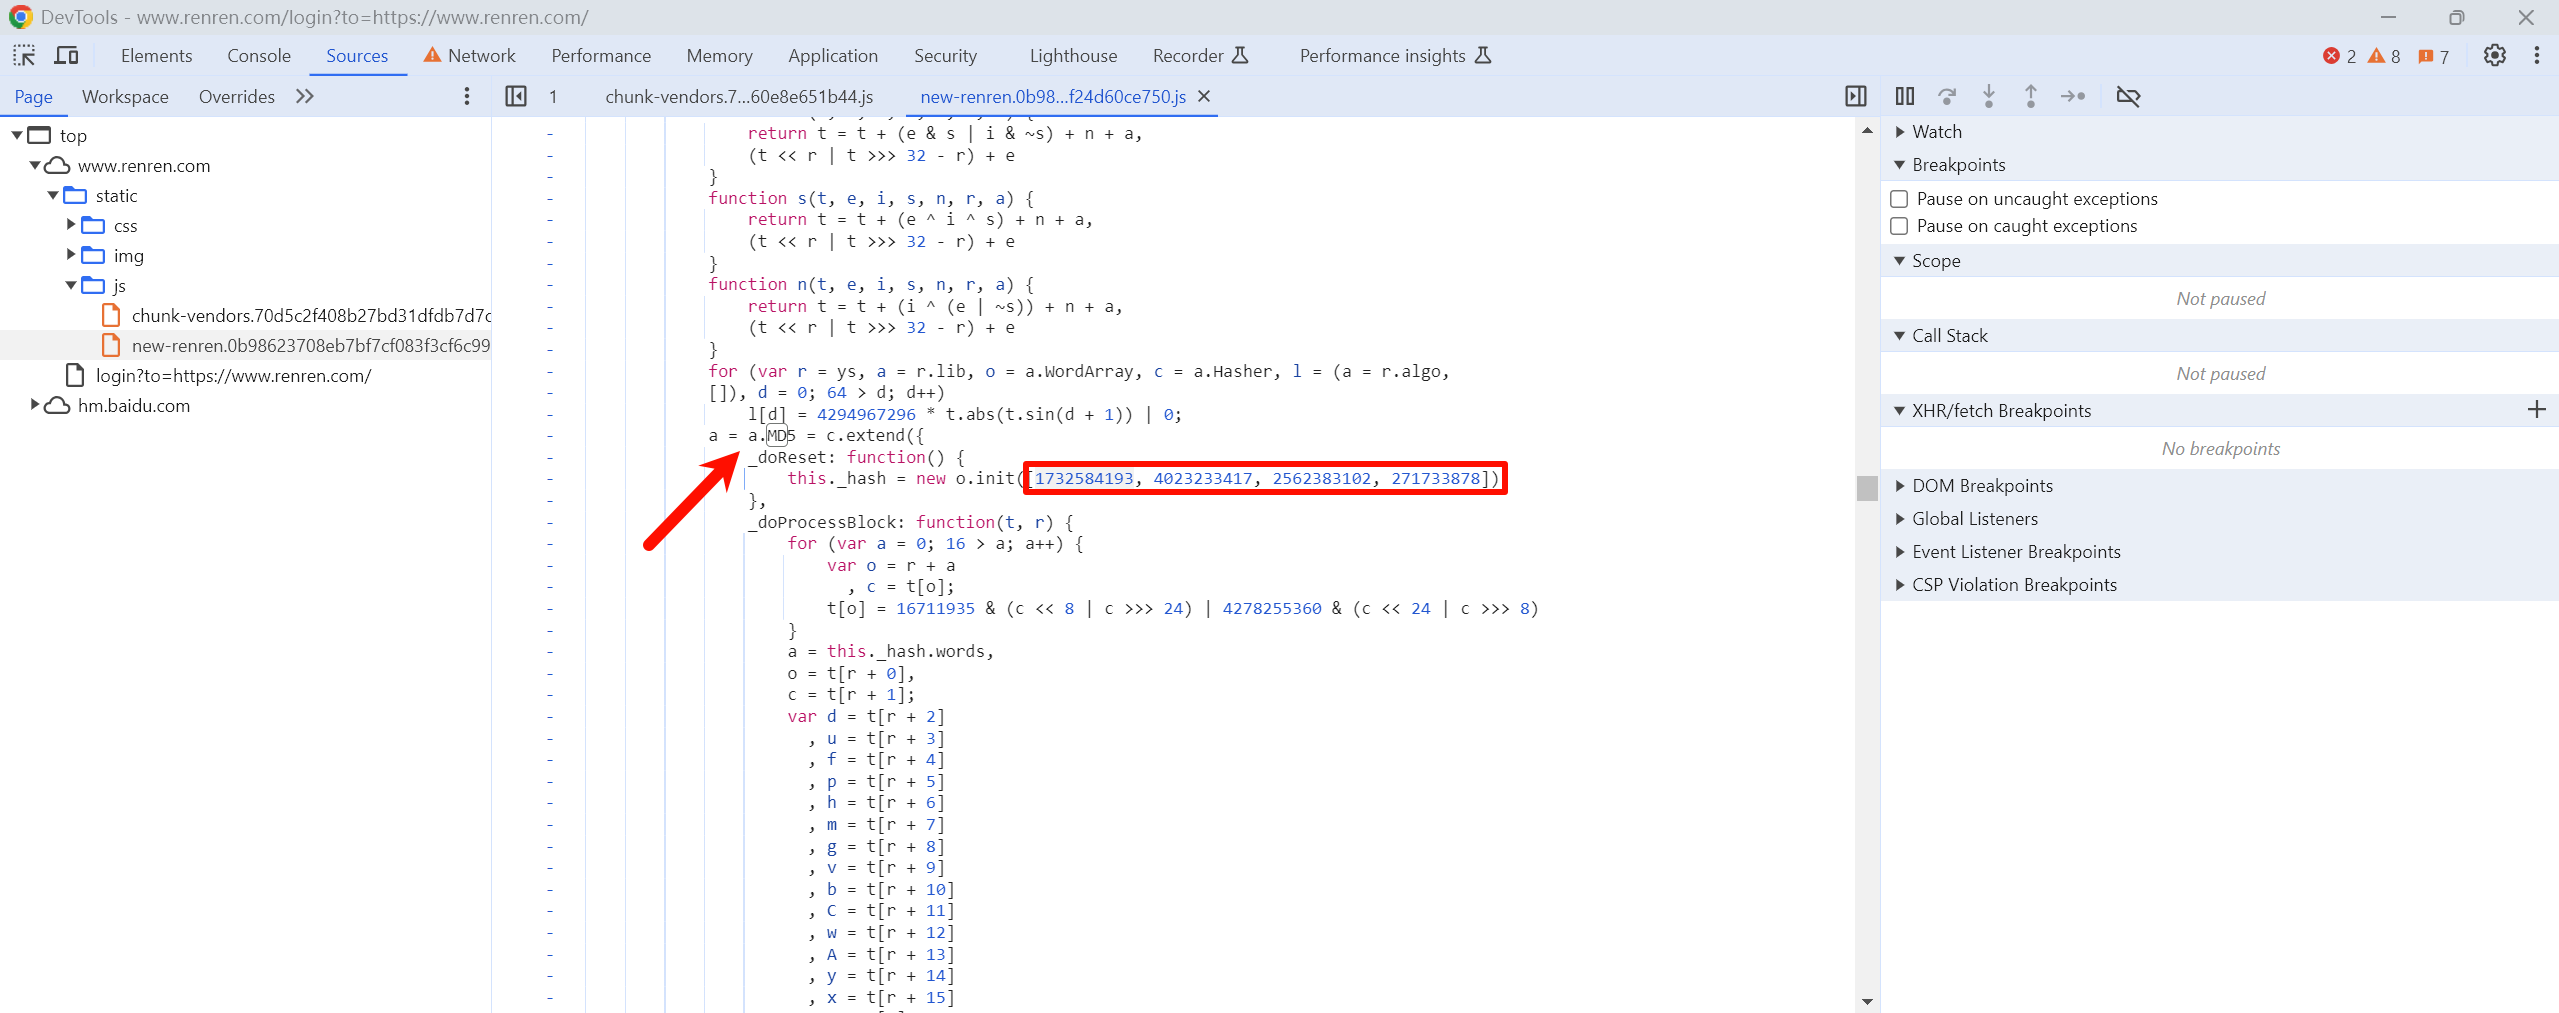 DevTools - www.renren.com/login?to=https://www.renren.com/
Elements Console Sources Network Performance Memory Application Security Lighthouse Recorder Performance insights 2 8 7
Page Workspace Overrides
1 chunk-vendors.7...60e8e651b44.js new-renren.0b98...f24d60ce750.js
top
www.renren.com
static
css
img
js
chunk-vendors.70d5c2f408b27bd31dfdb7d7c
new-renren.0b98623708eb7bf7cf083f3cf6c99
login?to=https://www.renren.com/
hm.baidu.com
return t = t + (e & s | i & ~s) + n + a,
(t << r | t >>> 32 - r) + e
}
function s(t, e, i, s, n, r, a) {
return t = t + (e ^ i ^ s) + n + a,
(t << r | t >>> 32 - r) + e
}
function n(t, e, i, s, n, r, a) {
return t = t + (i ^ (e | ~s)) + n + a,
(t << r | t >>> 32 - r) + e
}
for (var r = ys, a = r.lib, o = a.WordArray, c = a.Hasher, l = (a = r.algo,
[]), d = 0; 64 > d; d++)
l[d] = 4294967296 * t.abs(t.sin(d + 1)) | 0;
a = a.MD5 = c.extend({
_doReset: function() {
this._hash = new o.init([1732584193, 4023233417, 2562383102, 271733878])
},
_doProcessBlock: function(t, r) {
for (var a = 0; 16 > a; a++) {
var o = r + a
, c = t[o];
t[o] = 16711935 & (c << 8 | c >>> 24) | 4278255360 & (c << 24 | c >>> 8)
}
a = this._hash.words,
o = t[r + 0],
c = t[r + 1];
var d = t[r + 2]
, u = t[r + 3]
, f = t[r + 4]
, p = t[r + 5]
, h = t[r + 6]
, m = t[r + 7]
, g = t[r + 8]
, v = t[r + 9]
, b = t[r + 10]
, C = t[r + 11]
, w = t[r + 12]
, A = t[r + 13]
, y = t[r + 14]
, x = t[r + 15]
Watch
Breakpoints
Pause on uncaught exceptions
Pause on caught exceptions
Scope
Not paused
Call Stack
Not paused
XHR/fetch Breakpoints
No breakpoints
DOM Breakpoints
Global Listeners
Event Listener Breakpoints
CSP Violation Breakpoints